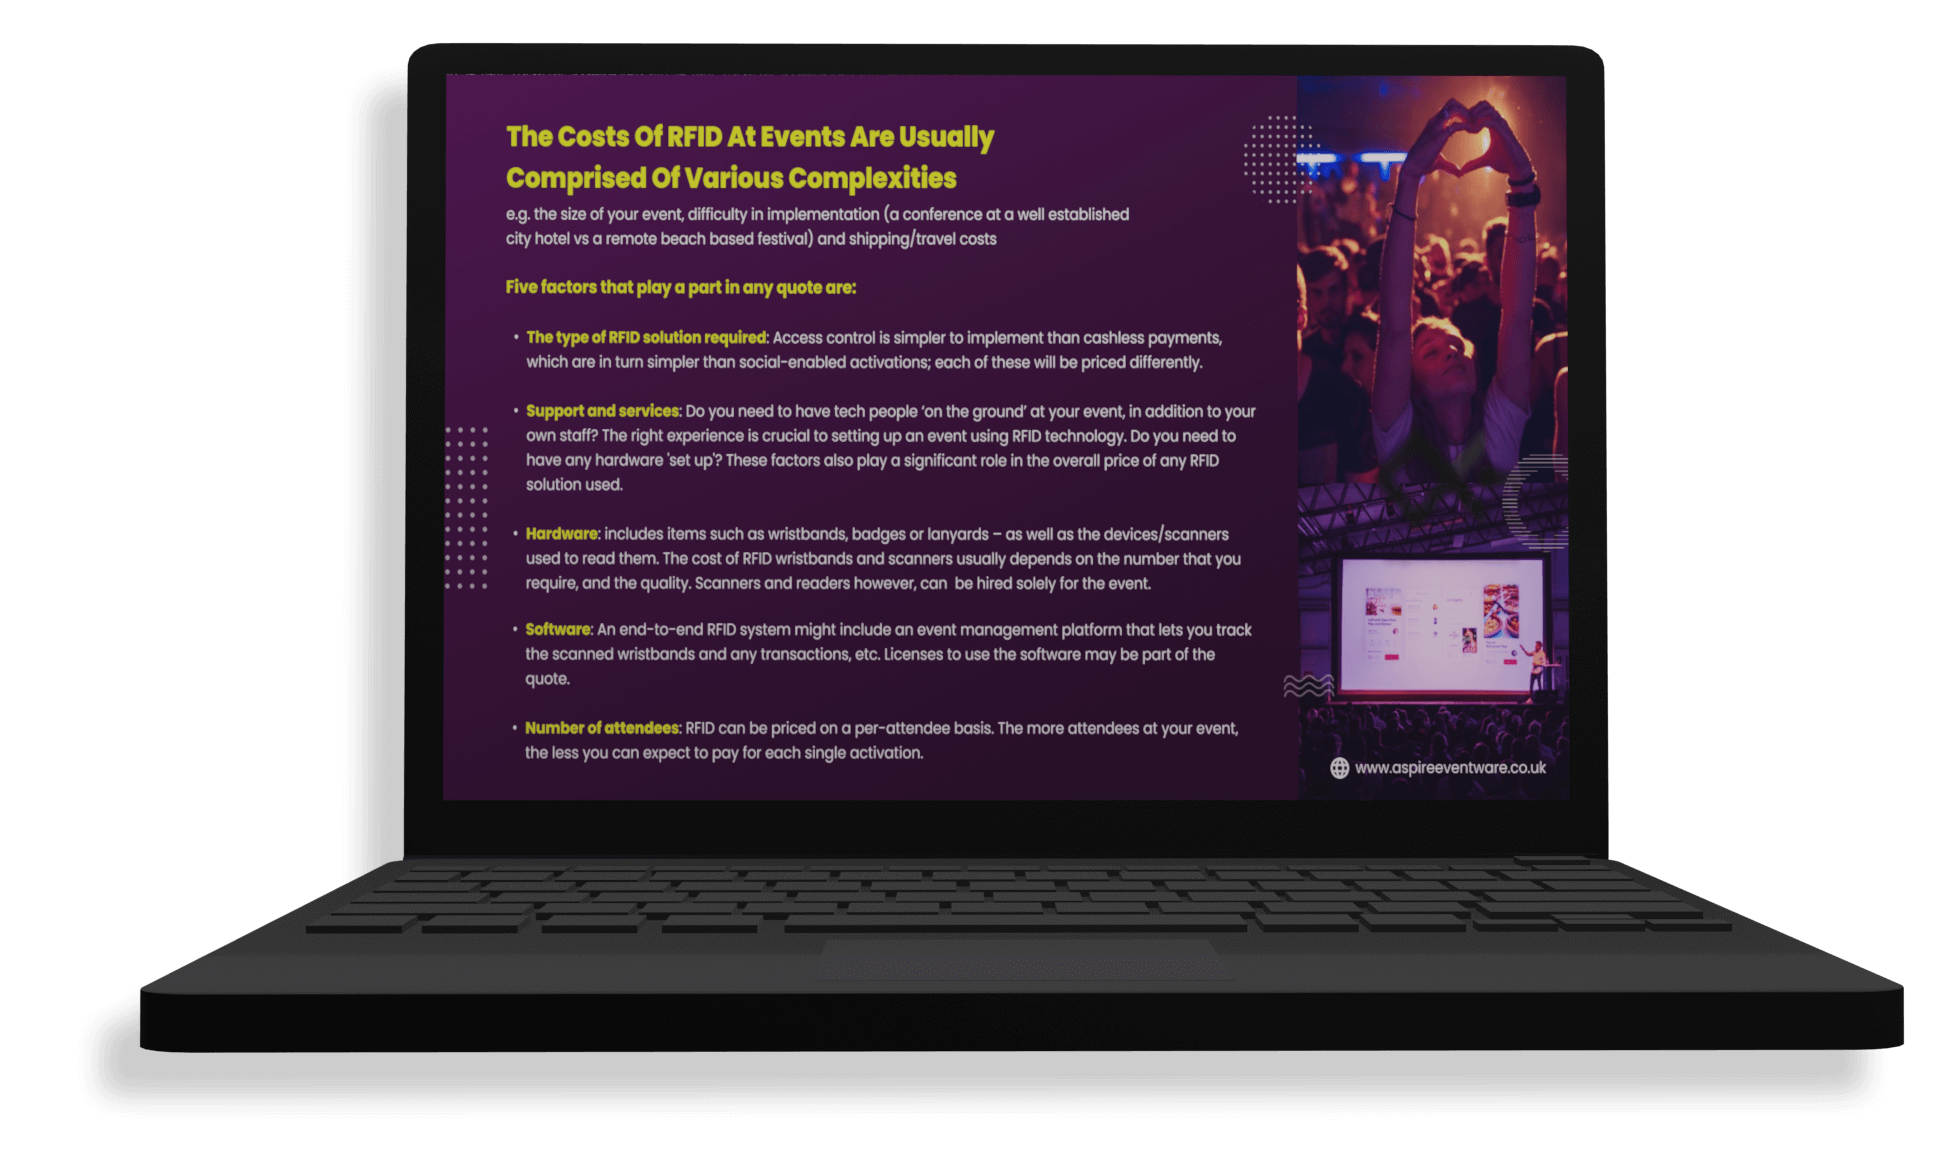 The Costs Of RFID At Events Are Usually
Comprised Of Various Complexities
e.g. the size of your event, difficulty in implementation (a conference at a well established
city hotel vs a remote beach based festival) and shipping/travel costs
Five factors that play a part in any quote are:
• The type of RFID solution required: Access control is simpler to implement than cashless payments,
which are in turn simpler than social-enabled activations; each of these will be priced differently.
• Support and services: Do you need to have tech people ‘on the ground’ at your event, in addition to your
own staff? The right experience is crucial to setting up an event using RFID technology. Do you need to
have any hardware 'set up'? These factors also play a significant role in the overall price of any RFID
solution used.
• Hardware: includes items such as wristbands, badges or lanyards – as well as the devices/scanners
used to read them. The cost of RFID wristbands and scanners usually depends on the number that you
require, and the quality. Scanners and readers however, can  be hired solely for the event.
• Software: An end-to-end RFID system might include an event management platform that lets you track
the scanned wristbands and any transactions, etc. Licenses to use the software may be part of the
quote.
• Number of attendees: RFID can be priced on a per-attendee basis. The more attendees at your event,
the less you can expect to pay for each single activation.
www.aspireeventware.co.uk